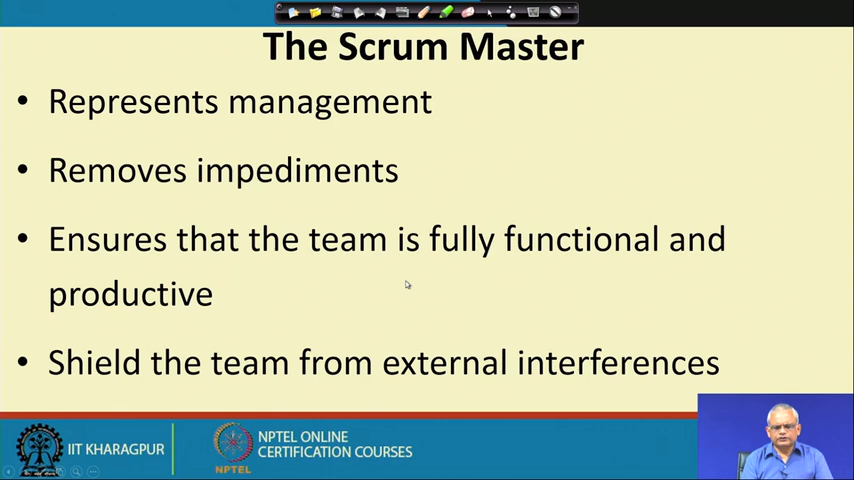 The Scrum Master
• Represents management
• Removes impediments
• Ensures that the team is fully functional and
productive
• Shield the team from external interferences
IIT KHARAGPUR
NPTEL
NPTEL ONLINE
CERTIFICATION COURSES